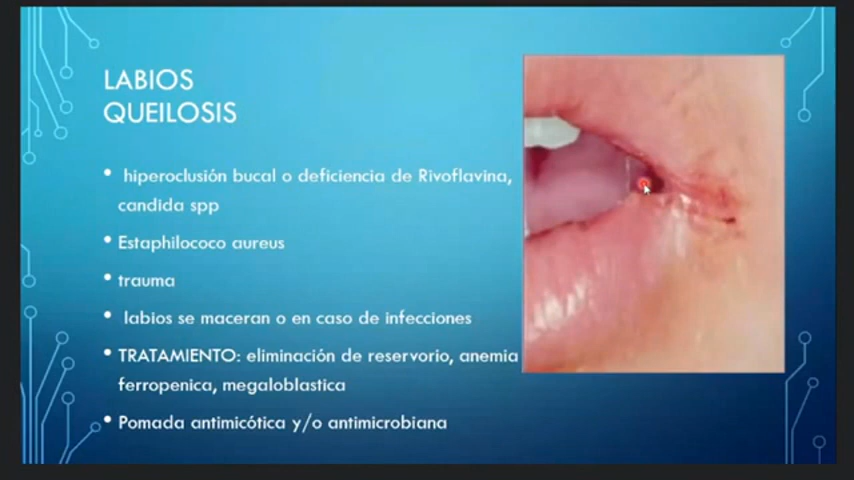 LABIOS
QUEILOSIS
• hiperoclusión bucal o deficiencia de Rivoflavina,
candida spp
• Estaphilococo aureus
• trauma
• labios se maceran o en caso de infecciones
• TRATAMIENTO: eliminación de reservorio, anemia
ferropenica, megaloblastica
• Pomada antimicótica y/o antimicrobiana